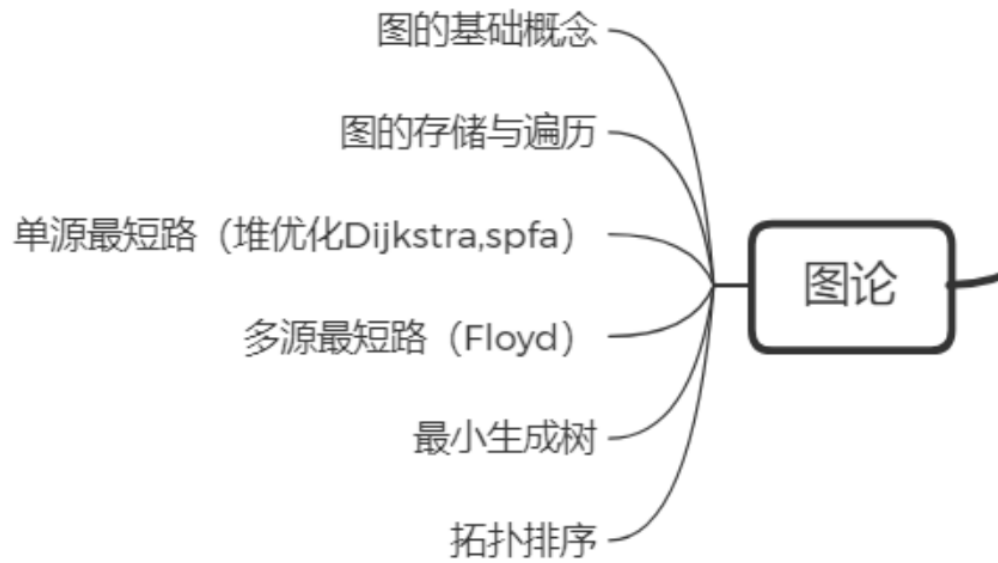 图的基础概念
图的存储与遍历
单源最短路（堆优化Dijkstra,spfa）
多源最短路（Floyd）
最小生成树
拓扑排序
图论